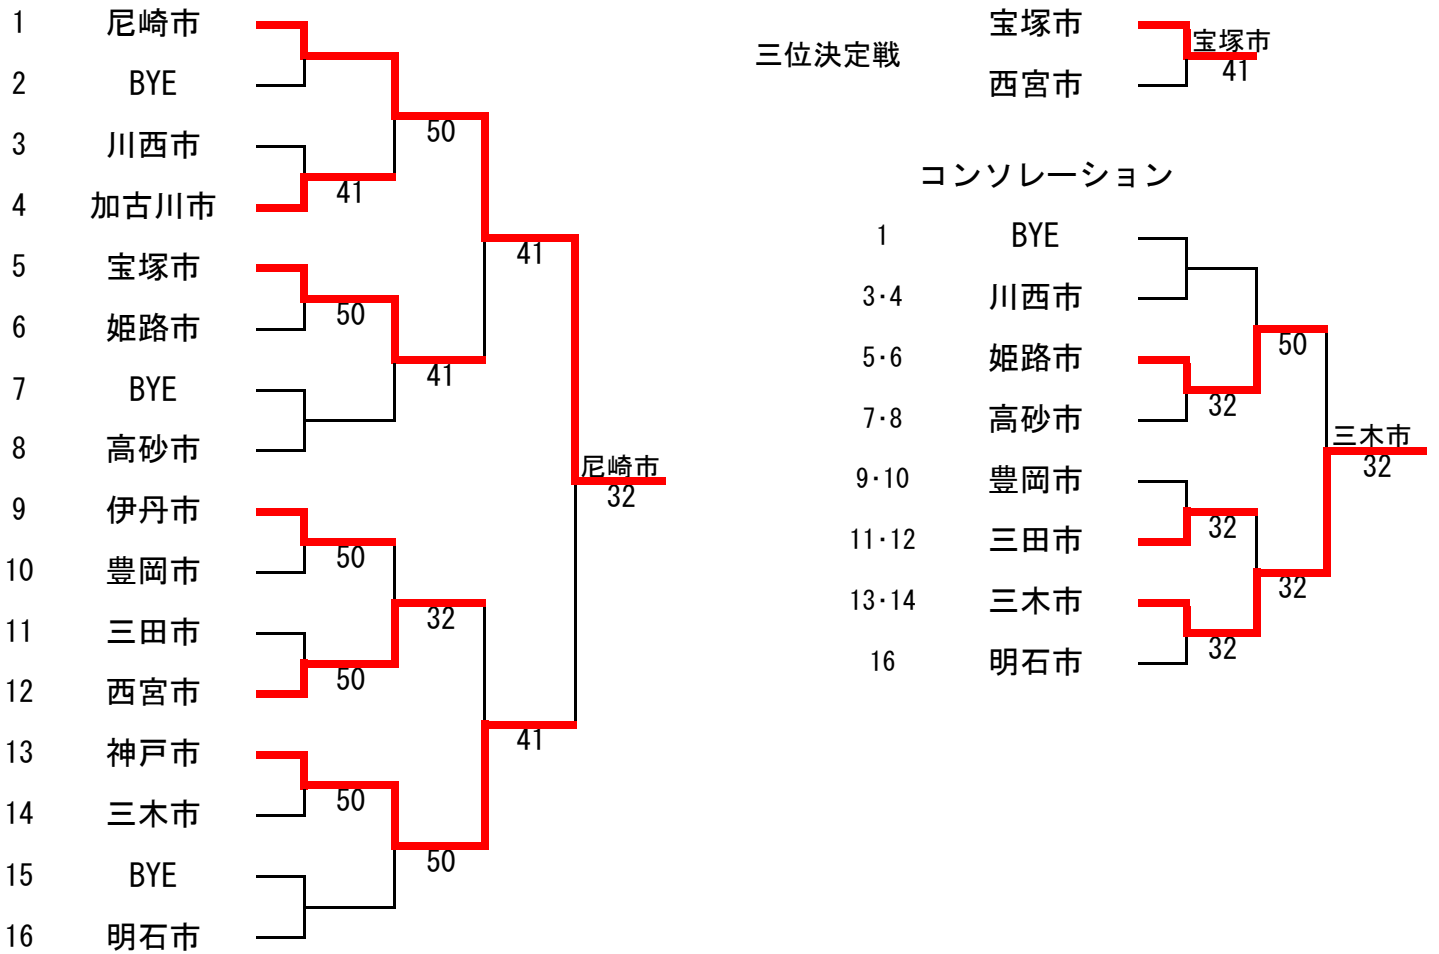 1 尼崎市
2 BYE
50
3 川西市
41
4 加古川市
41
5 宝塚市
50
6 姫路市
41
7 BYE
8 高砂市
尼崎市
32
9 伊丹市
50
10 豊岡市
32
11 三田市
50
12 西宮市
41
13 神戸市
50
14 三木市
50
15 BYE
16 明石市
三位決定戦
宝塚市
宝塚市
41
西宮市
コンソレーション
1 BYE
3・4 川西市
50
5・6 姫路市
32
7・8 高砂市
三木市
32
9・10 豊岡市
32
11・12 三田市
32
13・14 三木市
32
16 明石市